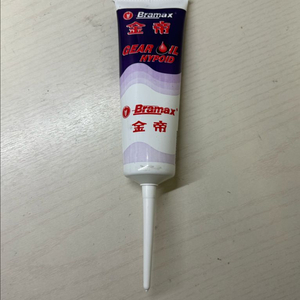 Bramax
金帝
GEAR OIL
HYPOID
Bramax
金帝